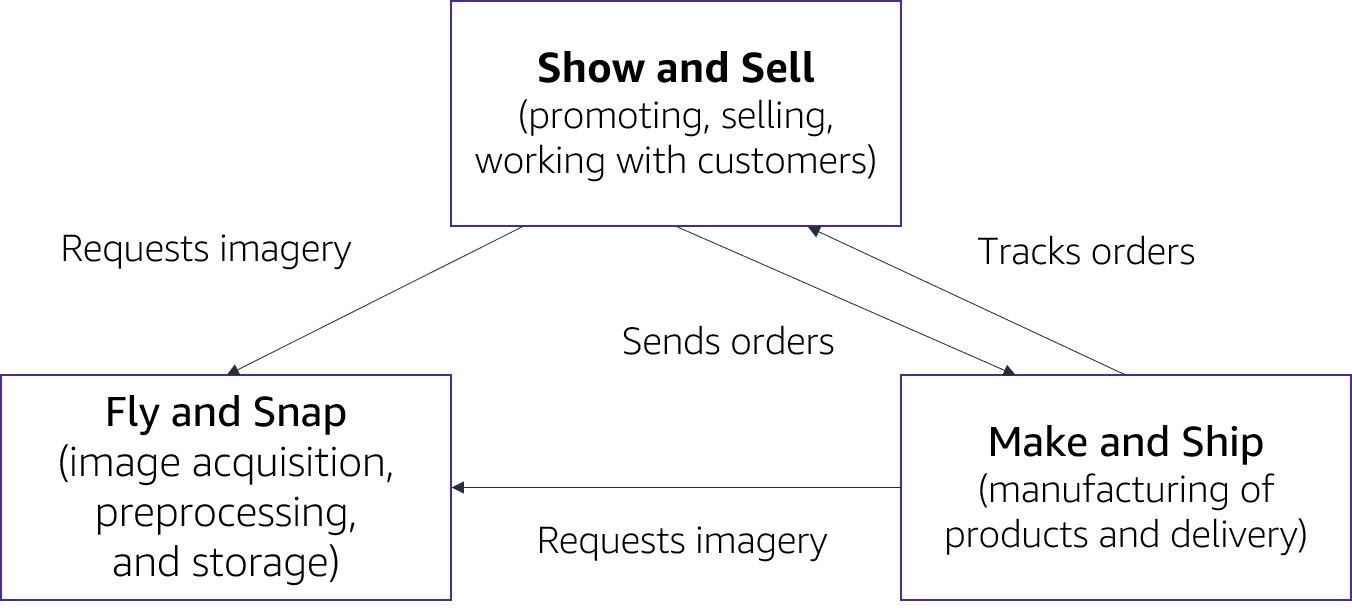 Show and Sell
(promoting, selling,
working with customers)
Requests imagery
Tracks orders
Sends orders
Fly and Snap
(image acquisition,
preprocessing,
and storage)
Make and Ship
(manufacturing of
products and delivery)
Requests imagery